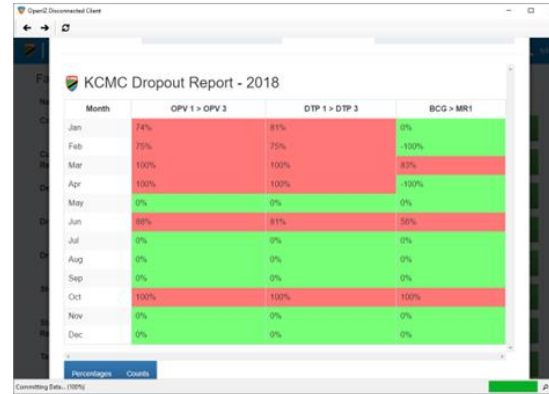 OpenIZ Disconnected Client
KCMC Dropout Report - 2018
Month OPV 1 > OPV 3 DTP 1 > DTP 3 BCG > MR1
Jan 74% 81% 0%
Feb 75% 75% -100%
Mar 100% 100% 83%
Apr 100% 100% -100%
May 0% 0% 0%
Jun 88% 81% 56%
Jul 0% 0% 0%
Aug 0% 0% 0%
Sep 0% 0% 0%
Oct 100% 100% 100%
Nov 0% 0% 0%
Dec 0% 0% 0%
Percentages Counts
Committing Data... (100%)